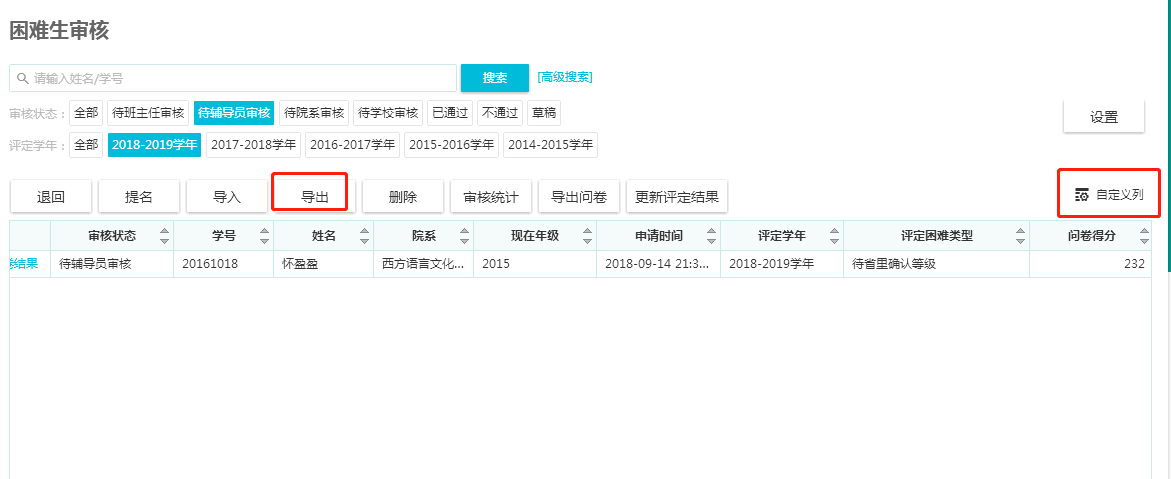 困难生审核
请输入姓名/学号 搜索 [高级搜索]
审核状态： 全部 待班主任审核 待辅导员审核 待院系审核 待学校审核 已通过 不通过 草稿
设置
评定学年： 全部 2018-2019学年 2017-2018学年 2016-2017学年 2015-2016学年 2014-2015学年
退回 提名 导入 导出 删除 审核统计 导出问卷 更新评定结果 自定义列
审核状态 学号 姓名 院系 现在年级 申请时间 评定学年 评定困难类型 问卷得分
结果 待辅导员审核 20161018 怀盈盈 西方语言文化... 2015 2018-09-14 21:3... 2018-2019学年 待省里确认等级 232